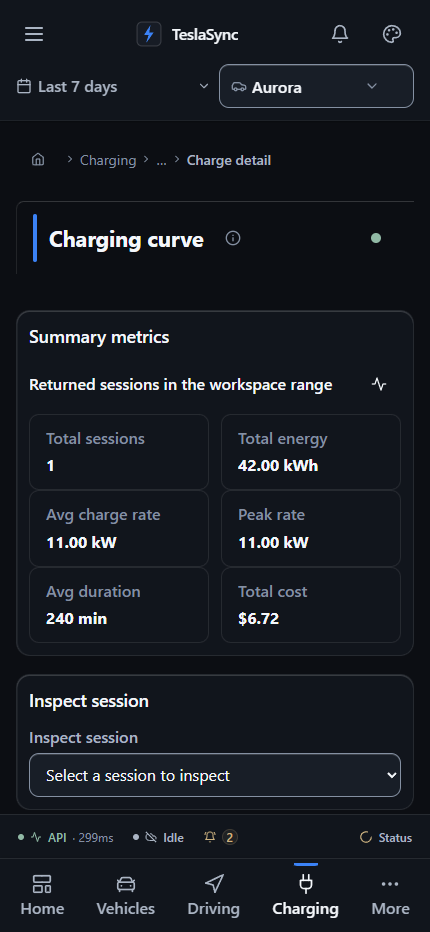 TeslaSync
Last 7 days
Aurora
Charging ... Charge detail
Charging curve
Summary metrics
Returned sessions in the workspace range
Total sessions
1
Total energy
42.00 kWh
Avg charge rate
11.00 kW
Peak rate
11.00 kW
Avg duration
240 min
Total cost
$6.72
Inspect session
Inspect session
Select a session to inspect
API · 299ms Idle 2 Status
Home Vehicles Driving Charging More